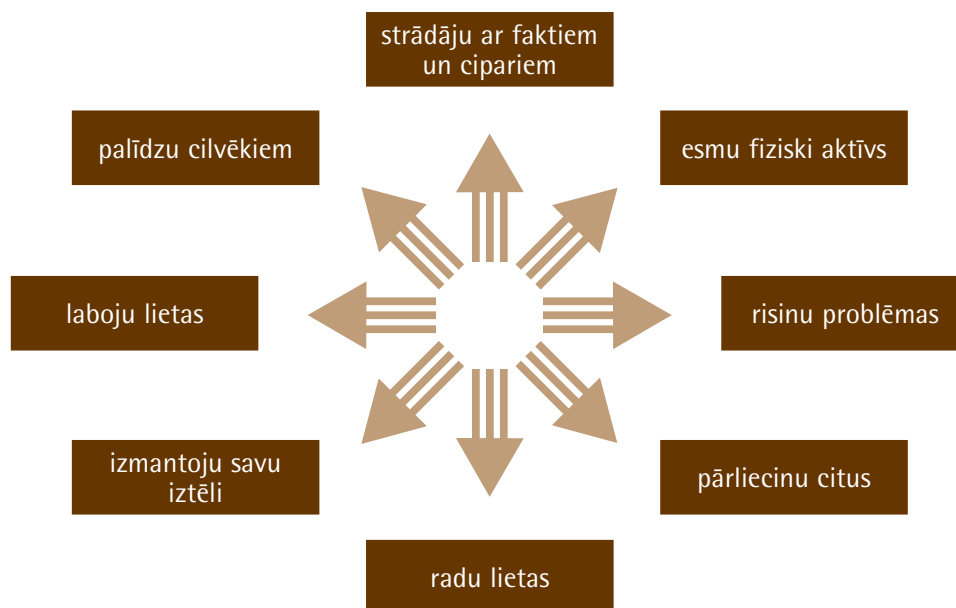 strādāju ar faktiem
un cipariem
palīdzu cilvēkiem
esmu fiziski aktīvs
laboju lietas
risinu problēmas
izmantoju savu
iztēli
pārliecinu citus
radu lietas